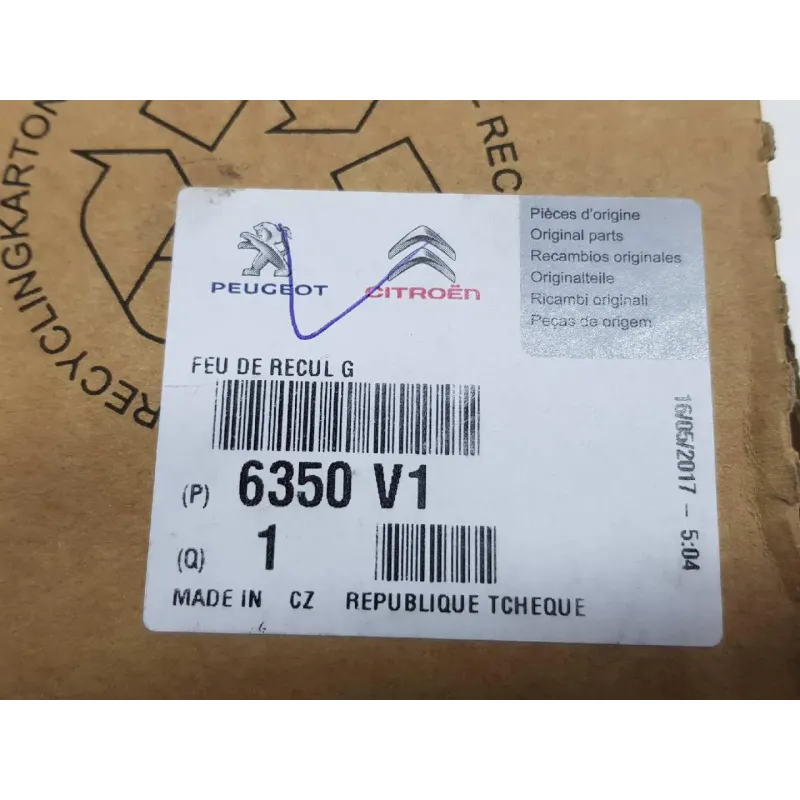 RECYCLINGKARTON
-REC
PEUGEOT
CITROËN
Pièces d'origine
Original parts
Recambios originales
Originalteile
Ricambi originali
Peças de origem
FEU DE RECUL G
(P) 6350 V1
(Q) 1
MADE IN CZ REPUBLIQUE TCHEQUE
16/05/2017 - 5:04